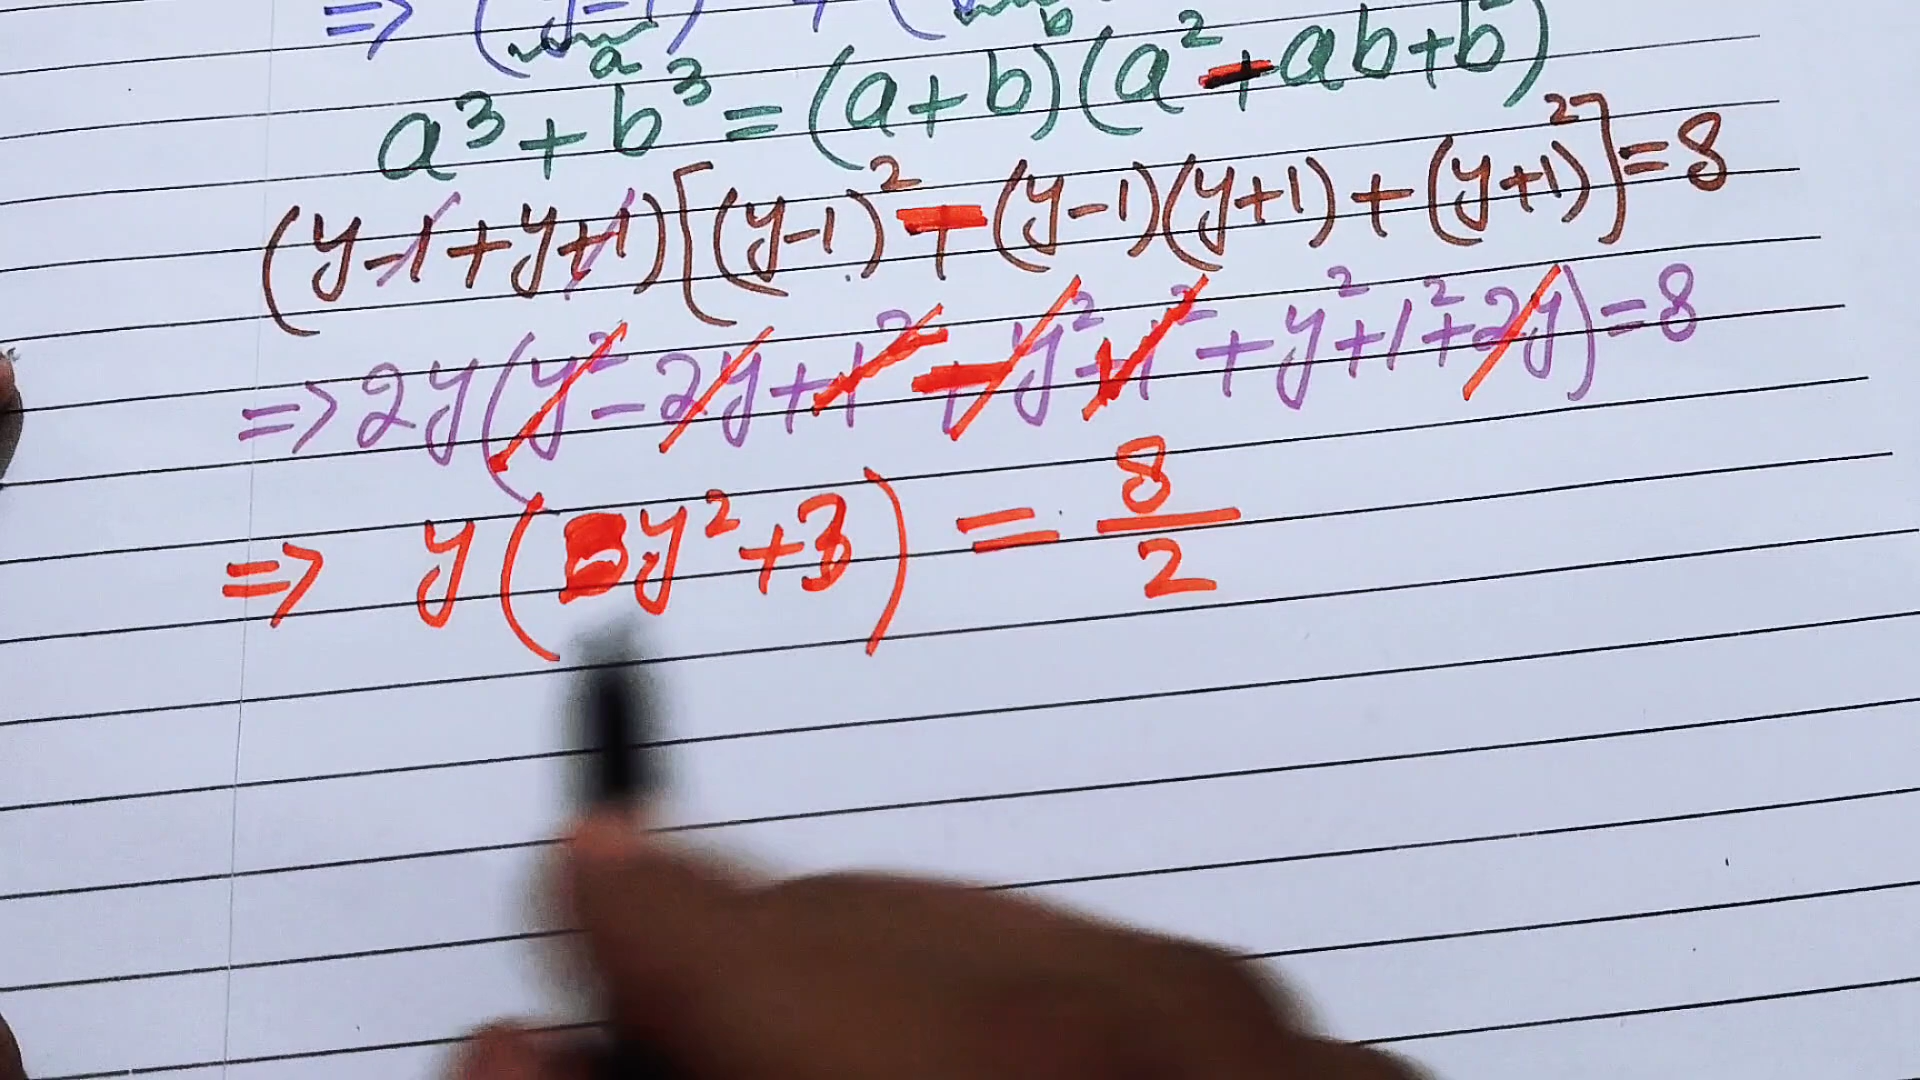 a³ + b³ = (a+b)(a² - ab+b²)
(y-1+y+1)[(y-1)² - (y-1)(y+1) + (y+1)²] = 8
=> 2y(y² - 2y + 1² - y² + 1² + y² + 1² + 2y) = 8
=> y( y² + 3) = 8/2